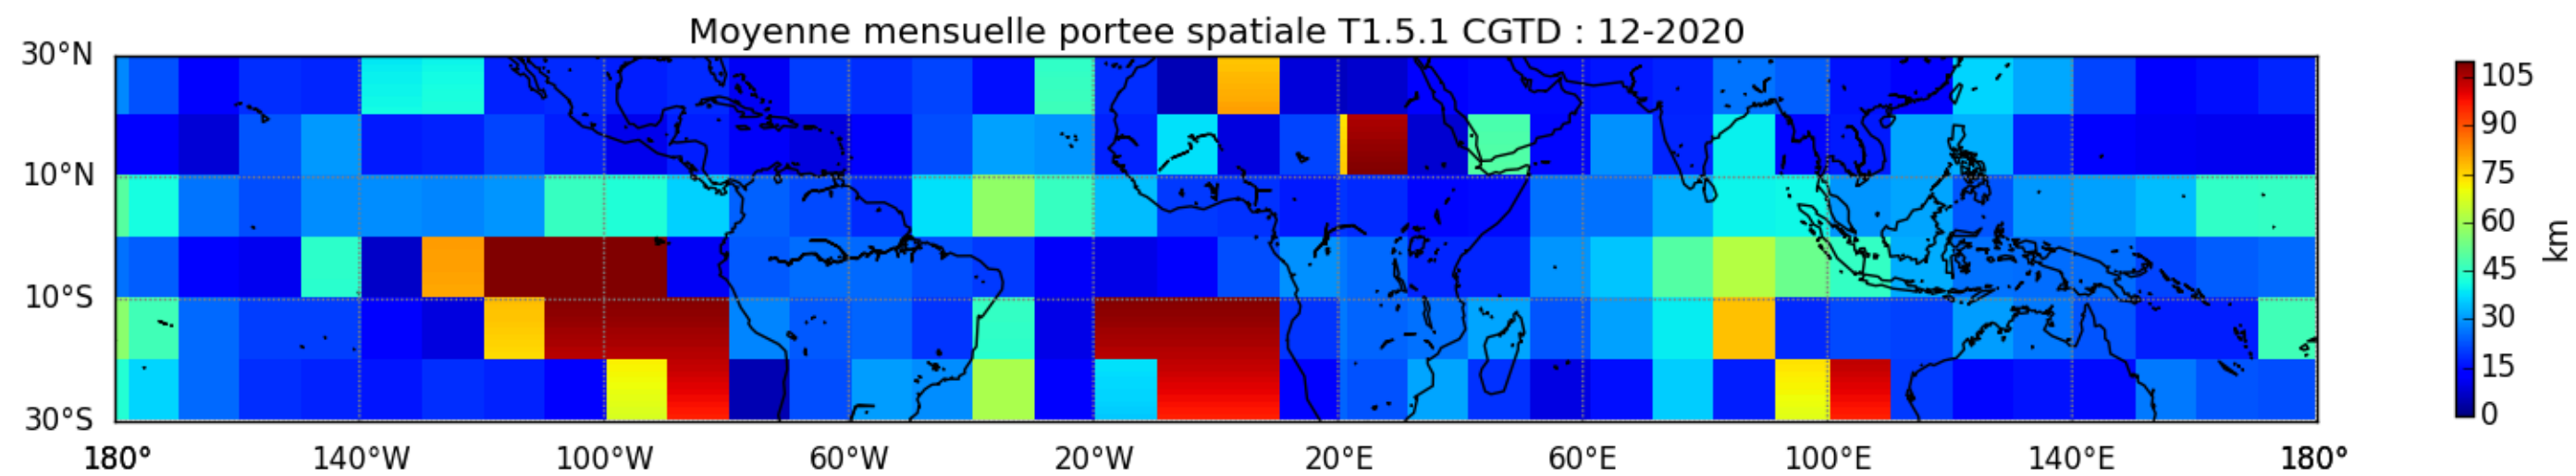 Moyenne mensuelle portee spatiale T1.5.1 CGTD : 12-2020
30°N
10°N
10°S
30°S
180° 140°W 100°W 60°W 20°W 20°E 60°E 100°E 140°E 180°
105
90
75
60
45
30
15
0
km